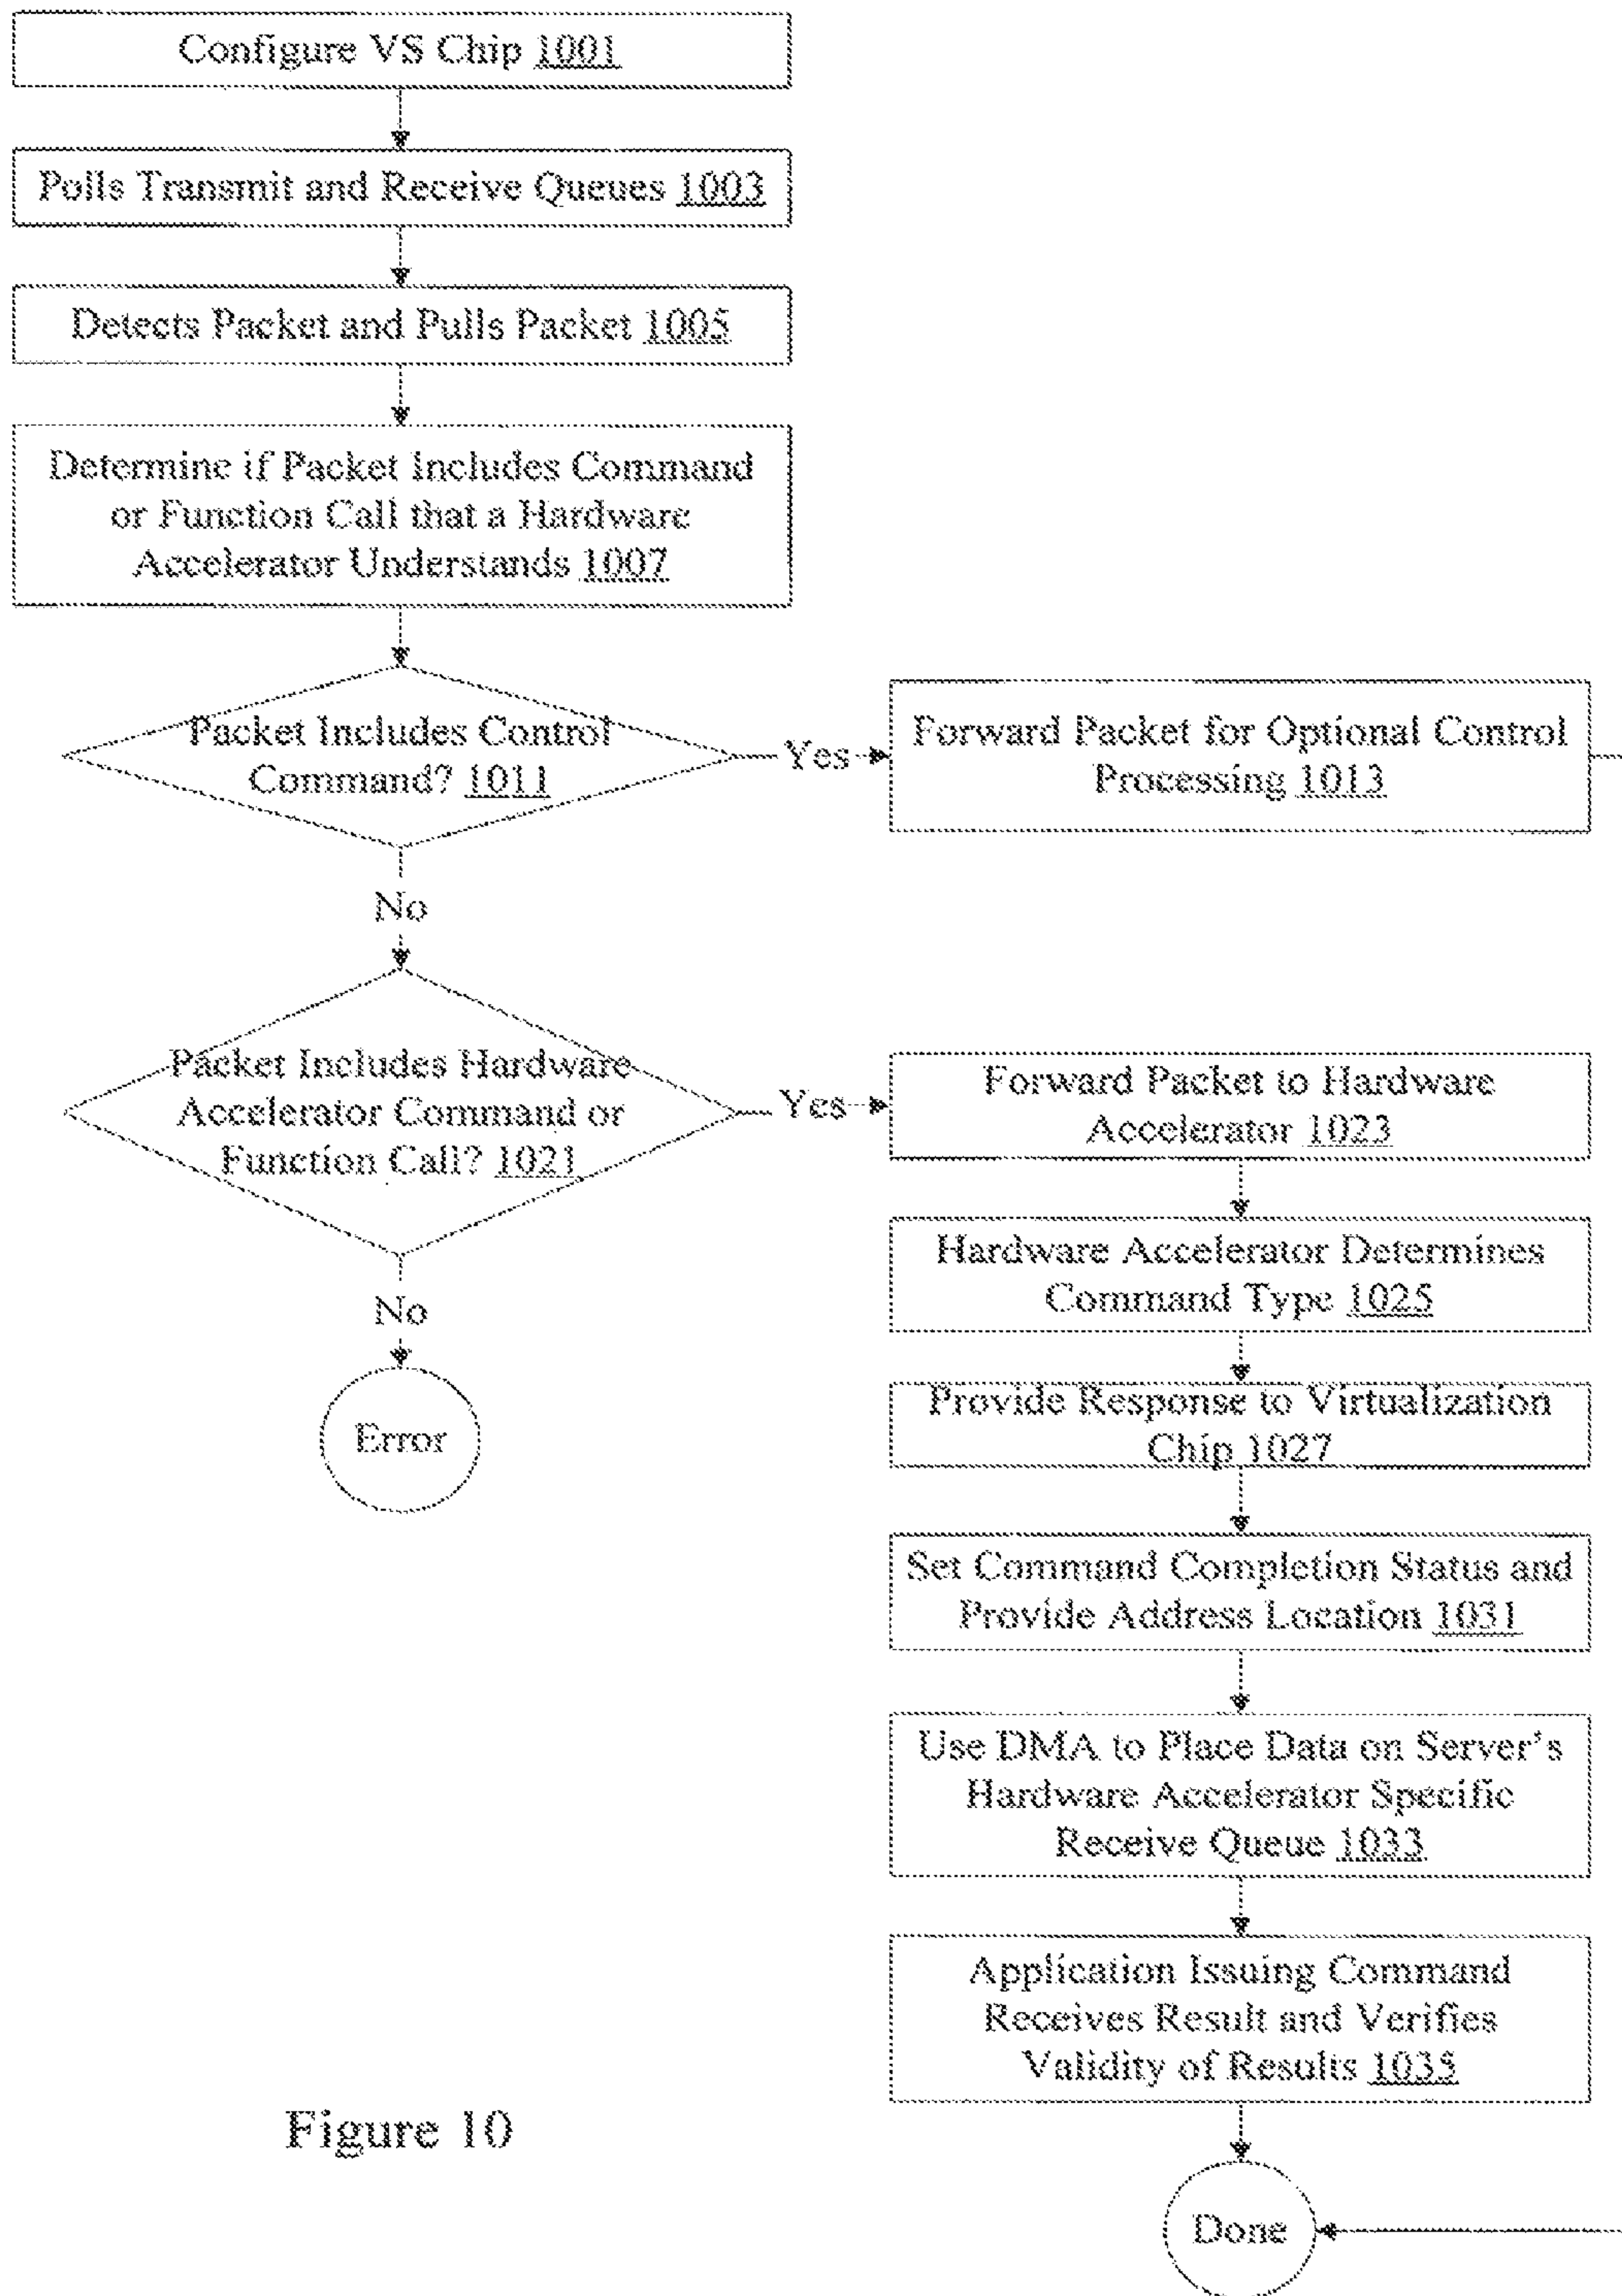 Configure VS Chip 1001
Polls Transmit and Receive Queues 1003
Detects Packet and Pulls Packet 1005
Determine if Packet Includes Command
or Function Call that a Hardware
Accelerator Understands 1007
Packet Includes Control
Command? 1011
Yes
Forward Packet for Optional Control
Processing 1013
No
Packet Includes Hardware
Accelerator Command or
Function Call? 1021
Yes
Forward Packet to Hardware
Accelerator 1023
Hardware Accelerator Determines
Command Type 1025
No
Error
Provide Response to Virtualization
Chip 1027
Set Command Completion Status and
Provide Address Location 1031
Use DMA to Place Data on Server's
Hardware Accelerator Specific
Receive Queue 1033
Application Issuing Command
Receives Result and Verifies
Validity of Results 1035
Figure 10
Done